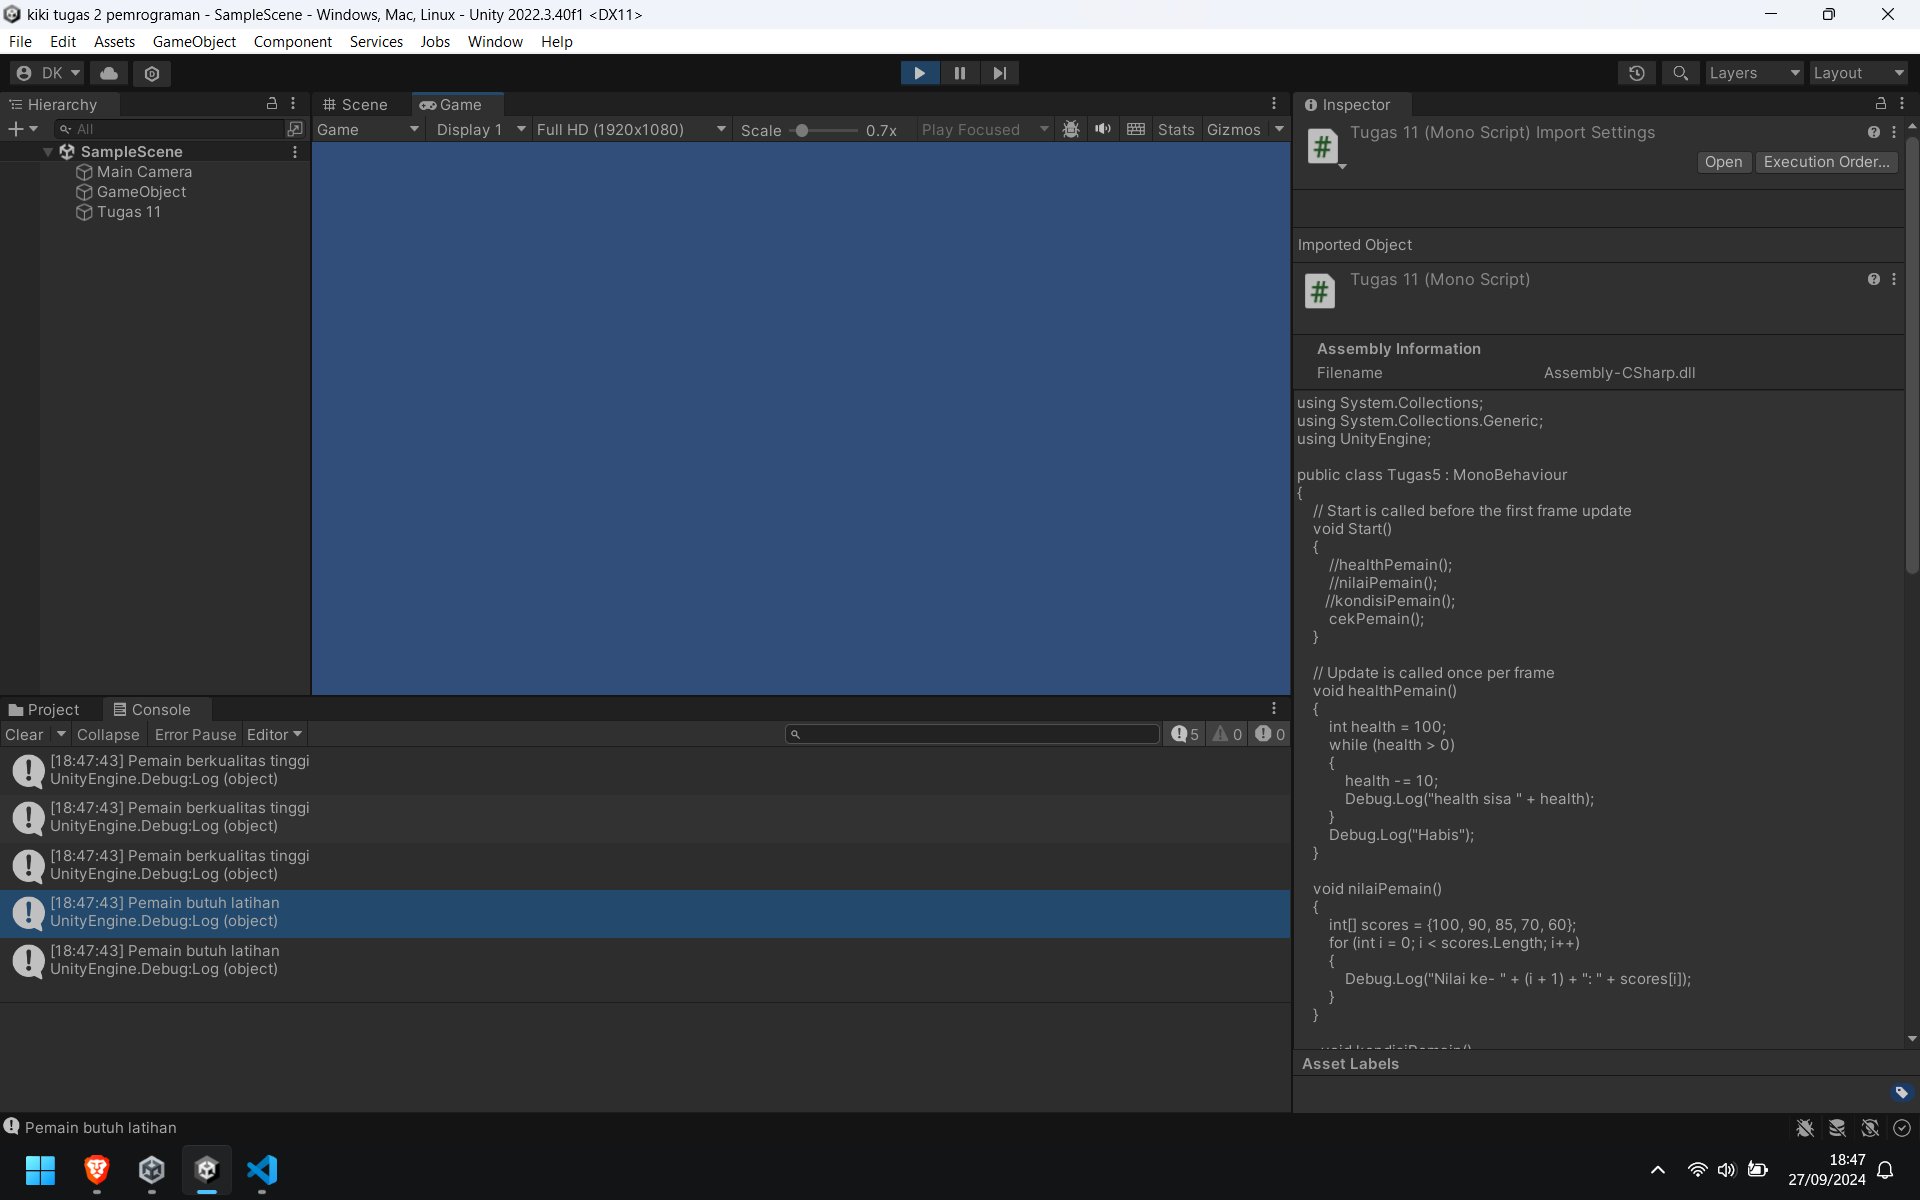 kiki tugas 2 pemrograman - SampleScene - Windows, Mac, Linux - Unity 2022.3.40f1 <DX11>
File Edit Assets GameObject Component Services Jobs Window Help
DK
Layers
Layout
Hierarchy
All
SampleScene
Main Camera
GameObject
Tugas 11
Scene
Game
Game Display 1 Full HD (1920x1080) Scale 0.7x Play Focused Stats Gizmos
Project
Console
Clear Collapse Error Pause Editor
5 0 0
[18:47:43] Pemain berkualitas tinggi
UnityEngine.Debug:Log (object)
[18:47:43] Pemain berkualitas tinggi
UnityEngine.Debug:Log (object)
[18:47:43] Pemain berkualitas tinggi
UnityEngine.Debug:Log (object)
[18:47:43] Pemain butuh latihan
UnityEngine.Debug:Log (object)
[18:47:43] Pemain butuh latihan
UnityEngine.Debug:Log (object)
Inspector
Tugas 11 (Mono Script) Import Settings
Open Execution Order...
Imported Object
Tugas 11 (Mono Script)
Assembly Information
Filename Assembly-CSharp.dll
using System.Collections;
using System.Collections.Generic;
using UnityEngine;
public class Tugas5 : MonoBehaviour
{
// Start is called before the first frame update
void Start()
{
//healthPemain();
//nilaiPemain();
//kondisiPemain();
cekPemain();
}
// Update is called once per frame
void healthPemain()
{
int health = 100;
while (health > 0)
{
health -= 10;
Debug.Log("health sisa " + health);
}
Debug.Log("Habis");
}
void nilaiPemain()
{
int[] scores = {100, 90, 85, 70, 60};
for (int i = 0; i < scores.Length; i++)
{
Debug.Log("Nilai ke- " + (i + 1) + ": " + scores[i]);
}
}
void kondisiPemain()
Asset Labels
Pemain butuh latihan
18:47
27/09/2024